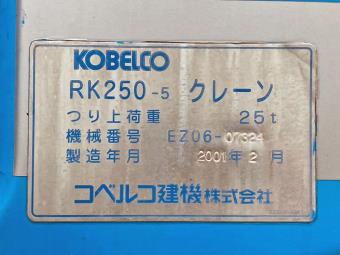 KOBELCO
RK250-5 クレーン
つり上荷重 25t
機械番号 EZ06-07324
製造年月 2001年2月
コベルコ建機株式会社